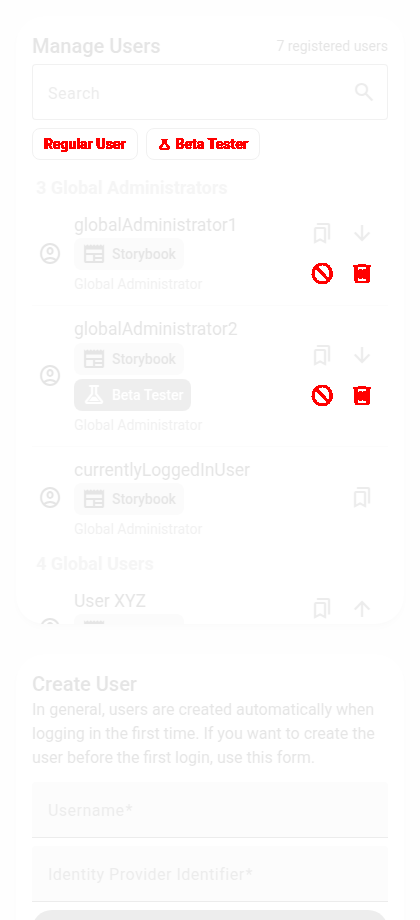 Manage Users
7 registered users
Search
Regular User
Beta Tester
3 Global Administrators
globalAdministrator1
Storybook
Global Administrator
globalAdministrator2
Storybook
Beta Tester
Global Administrator
currentlyLoggedInUser
Storybook
Global Administrator
4 Global Users
User XYZ
Create User
In general, users are created automatically when
logging in the first time. If you want to create the
user before the first login, use this form.
Username*
Identity Provider Identifier*